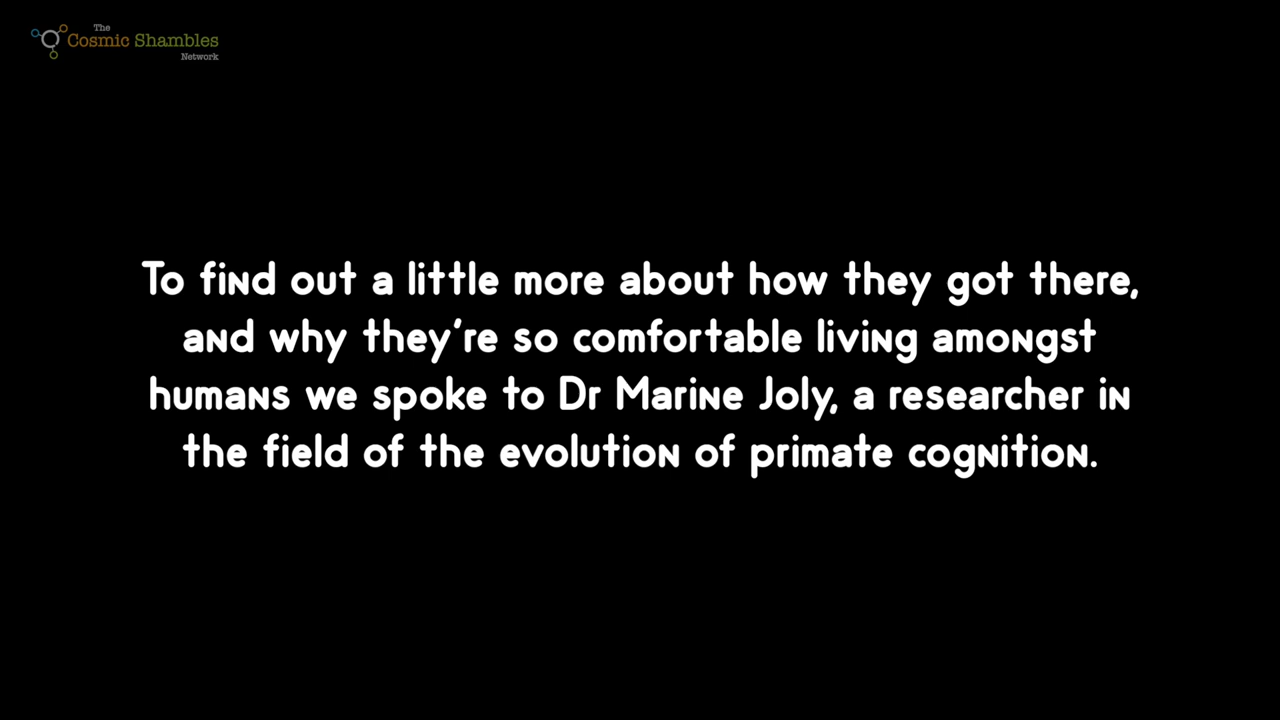 The
Cosmic Shambles
Network
To find out a little more about how they got there,
and why they're so comfortable living amongst
humans we spoke to Dr Marine Joly, a researcher in
the field of the evolution of primate cognition.